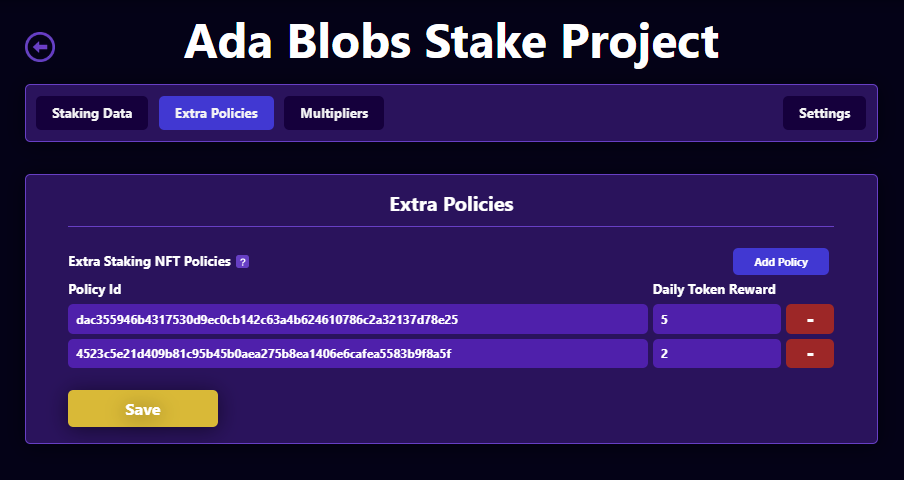 Ada Blobs Stake Project
Staking Data Extra Policies Multipliers Settings
Extra Policies
Extra Staking NFT Policies ? Add Policy
Policy Id Daily Token Reward
dac355946b4317530d9ec0cb142c63a4b624610786c2a32137d78e25 5 -
4523c5e21d409b81c95b45b0aea275b8ea1406e6cafea5583b9f8a5f 2 -
Save